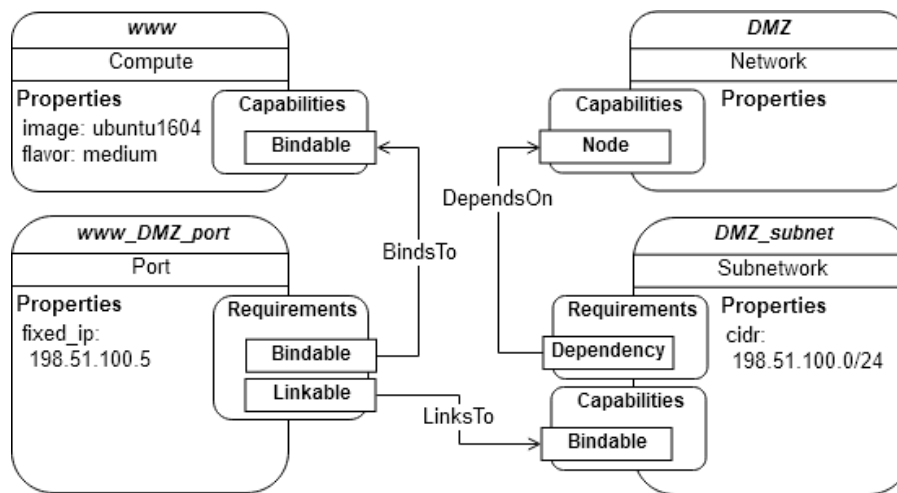 www
Compute
Properties
image: ubuntu1604
flavor: medium
Capabilities
Bindable
DMZ
Network
Properties
Capabilities
Node
DependsOn
BindsTo
www_DMZ_port
Port
Properties
fixed_ip:
198.51.100.5
Requirements
Bindable
Linkable
LinksTo
DMZ_subnet
Subnetwork
Requirements
Dependency
Properties
cidr:
198.51.100.0/24
Capabilities
Bindable